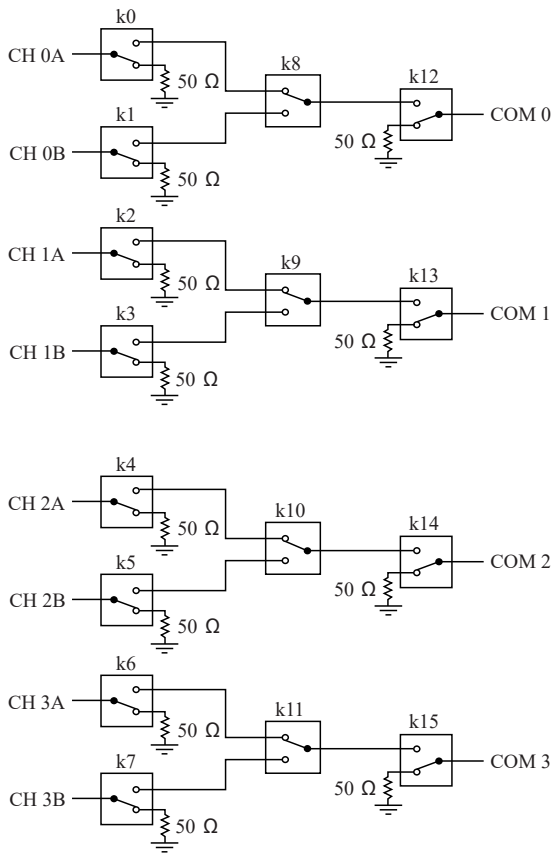 k0
CH 0A
50 Ω
k8
k12
COM 0
k1
50 Ω
CH 0B
50 Ω
k2
CH 1A
50 Ω
k9
k13
COM 1
k3
50 Ω
CH 1B
50 Ω
k4
CH 2A
50 Ω
k10
k14
COM 2
k5
50 Ω
CH 2B
50 Ω
k6
CH 3A
50 Ω
k11
k15
COM 3
k7
50 Ω
CH 3B
50 Ω